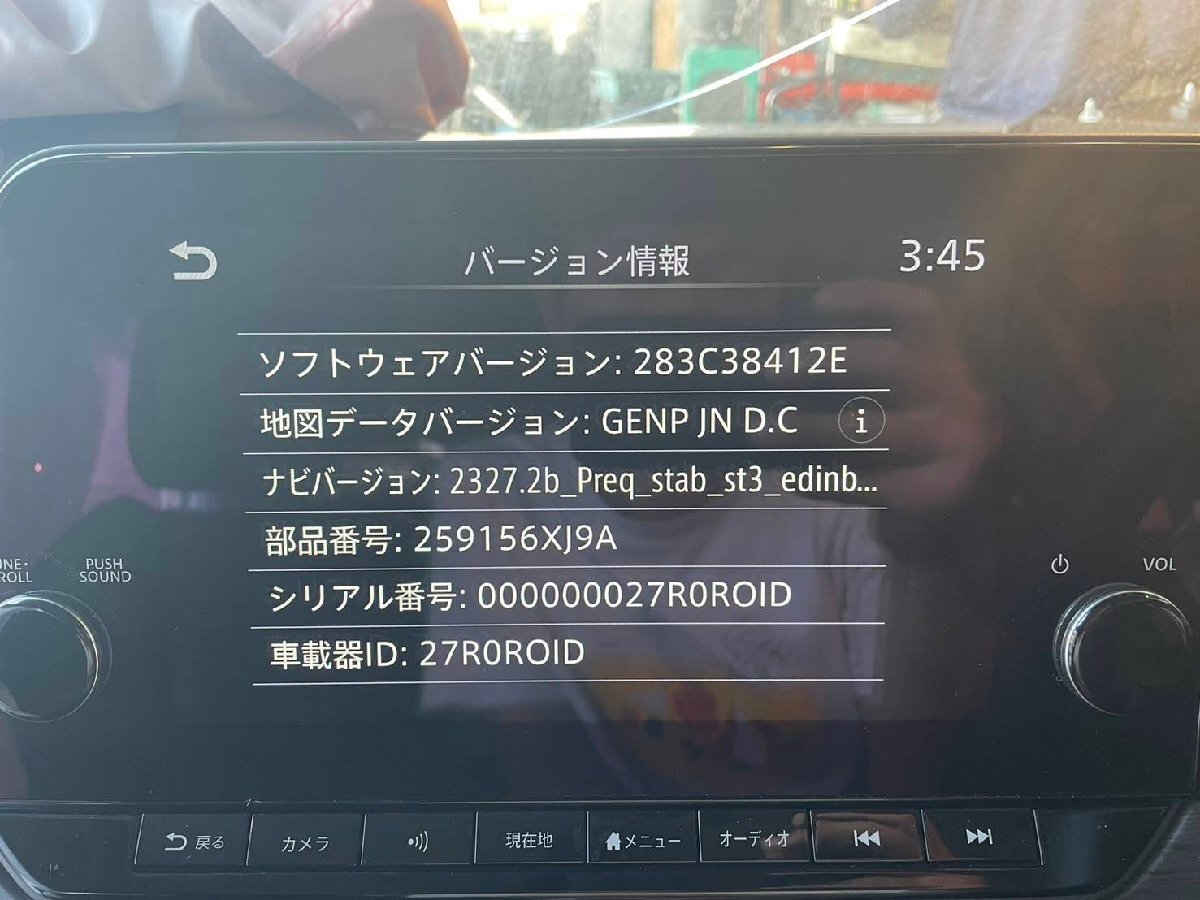 バージョン情報 3:45
ソフトウェアバージョン: 283C38412E
地図データバージョン: GENP JN D.C i
ナビバージョン: 2327.2b_Preq_stab_st3_edinb...
部品番号: 259156XJ9A
シリアル番号: 000000027R0ROID
車載器ID: 27R0ROID
PUSH
SOUND
VOL
戻る カメラ 現在地 メニュー オーディオ